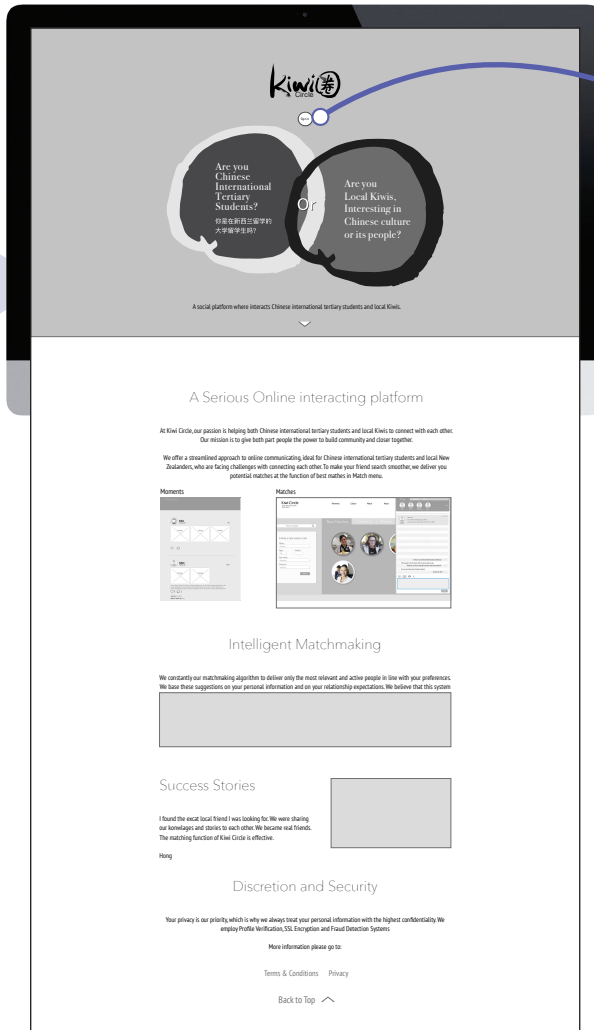 Kiwi圈
Circle
Sign in
Are you
Chinese
International
Tertiary
Students?
你是在新西兰留学的
大学留学生吗?
Or
Are you
Local Kiwis,
Interesting in
Chinese culture
or its people?
A social platform where interacts Chinese international tertiary students and local Kiwis.
A Serious Online interacting platform
At Kiwi Circle, our passion is helping both Chinese international tertiary students and local Kiwis to connect with each other.
Our mission is to give both part people the power to build community and closer together.
We offer a streamlined approach to online communicating, ideal for Chinese international tertiary students and local New
Zealanders, who are facing challenges with connecting each other. To make your friend search smoother, we deliver you
potential matches at the function of best mathes in Match menu.
Moments
Matches
Kiwi Circle
Intelligent Matchmaking
We constantly our matchmaking algorithm to deliver only the most relevant and active people in line with your preferences.
We base these suggestions on your personal information and on your relationship expectations. We believe that this system
Success Stories
I found the excat local friend I was looking for. We were sharing
our konwlages and stories to each other. We became real friends.
The matching function of Kiwi Circle is effective.
Hong
Discretion and Security
Your privacy is our priority, which is why we always treat your personal information with the highest confidentiality. We
employ Profile Verification, SSL Encryption and Fraud Detection Systems
More information please go to:
Terms & Conditions Privacy
Back to Top